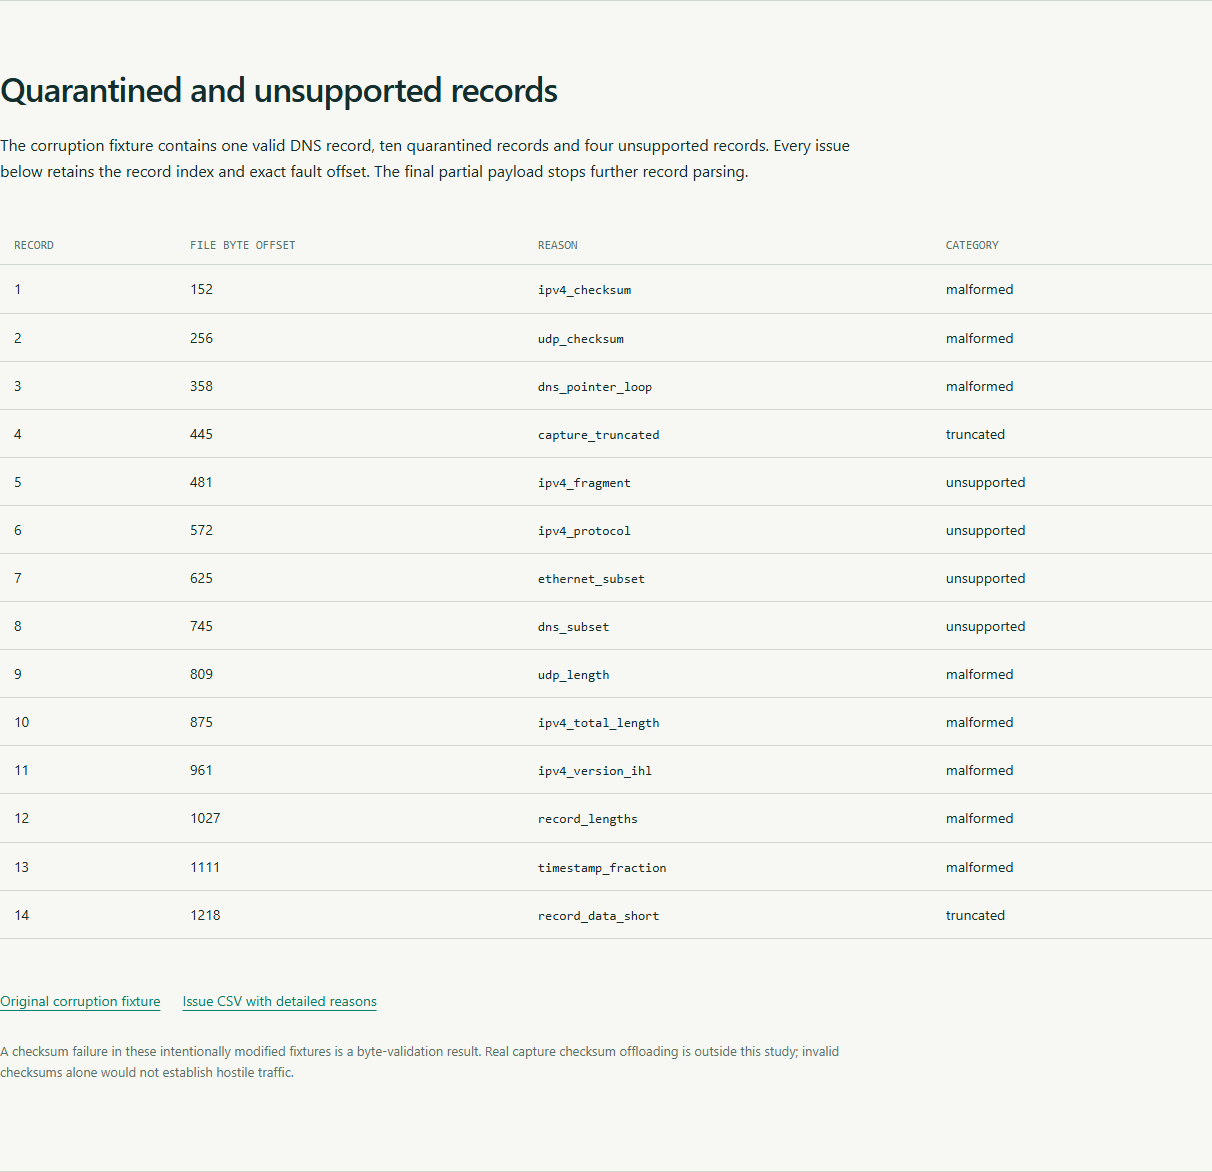 Quarantined and unsupported records
The corruption fixture contains one valid DNS record, ten quarantined records and four unsupported records. Every issue
below retains the record index and exact fault offset. The final partial payload stops further record parsing.
RECORD FILE BYTE OFFSET REASON CATEGORY
1 152 ipv4_checksum malformed
2 256 udp_checksum malformed
3 358 dns_pointer_loop malformed
4 445 capture_truncated truncated
5 481 ipv4_fragment unsupported
6 572 ipv4_protocol unsupported
7 625 ethernet_subset unsupported
8 745 dns_subset unsupported
9 809 udp_length malformed
10 875 ipv4_total_length malformed
11 961 ipv4_version_ihl malformed
12 1027 record_lengths malformed
13 1111 timestamp_fraction malformed
14 1218 record_data_short truncated
Original corruption fixture Issue CSV with detailed reasons
A checksum failure in these intentionally modified fixtures is a byte-validation result. Real capture checksum offloading is outside this study; invalid
checksums alone would not establish hostile traffic.